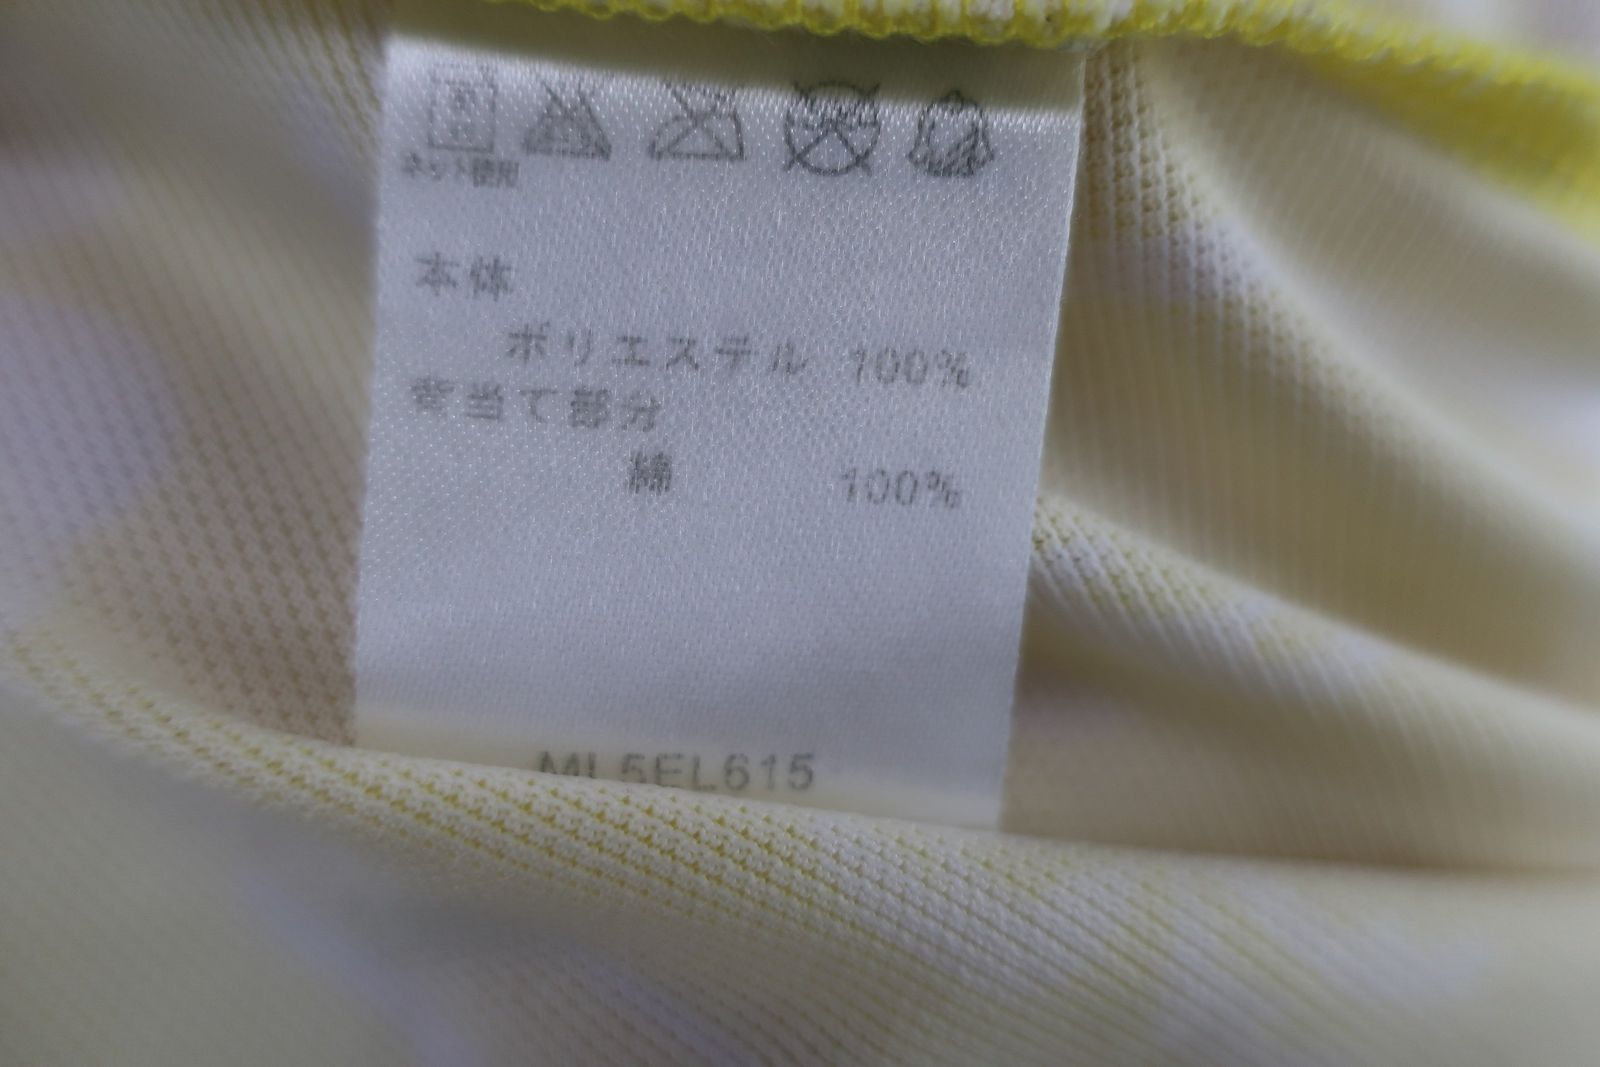 ネット使用
本体
ポリエステル 100%
背当て部分
綿 100%
ML5EL615